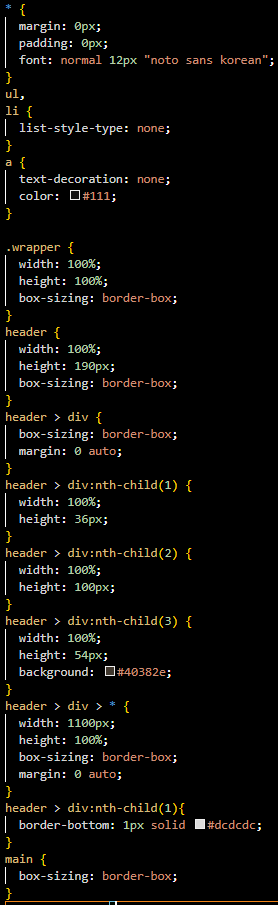 * {
  margin: 0px;
  padding: 0px;
  font: normal 12px "noto sans korean";
}
ul,
li {
  list-style-type: none;
}
a {
  text-decoration: none;
  color: #111;
}

.wrapper {
  width: 100%;
  height: 100%;
  box-sizing: border-box;
}
header {
  width: 100%;
  height: 190px;
  box-sizing: border-box;
}
header > div {
  box-sizing: border-box;
  margin: 0 auto;
}
header > div:nth-child(1) {
  width: 100%;
  height: 36px;
}
header > div:nth-child(2) {
  width: 100%;
  height: 100px;
}
header > div:nth-child(3) {
  width: 100%;
  height: 54px;
  background: #40382e;
}
header > div > * {
  width: 1100px;
  height: 100%;
  box-sizing: border-box;
  margin: 0 auto;
}
header > div:nth-child(1){
  border-bottom: 1px solid #dcdcdc;
}
main {
  box-sizing: border-box;
}